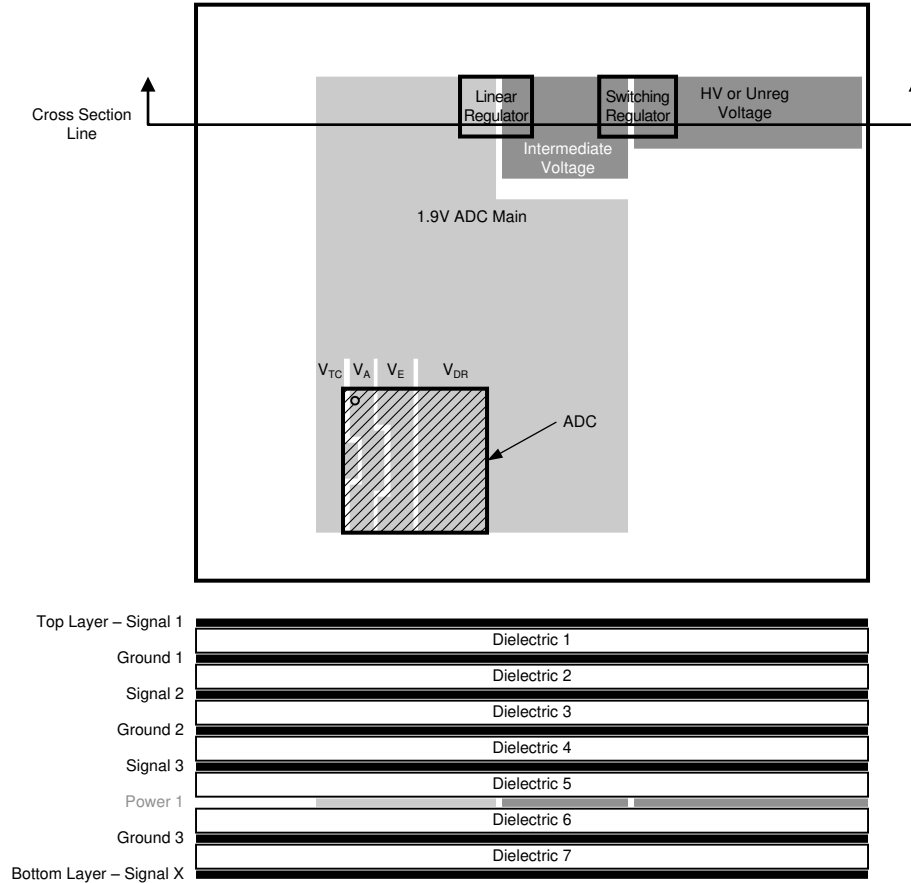 Cross Section
Line
Linear
Regulator
Switching
Regulator
HV or Unreg
Voltage
Intermediate
Voltage
1.9V ADC Main
VTC VA VE VDR
ADC
Top Layer – Signal 1
Dielectric 1
Ground 1
Dielectric 2
Signal 2
Dielectric 3
Ground 2
Dielectric 4
Signal 3
Dielectric 5
Power 1
Dielectric 6
Ground 3
Dielectric 7
Bottom Layer – Signal X